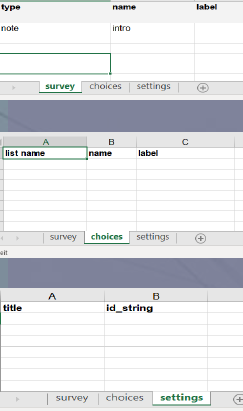 type name label
note intro
survey choices settings
A B C
list name name label
survey choices settings
eit
A B
title id_string
survey choices settings